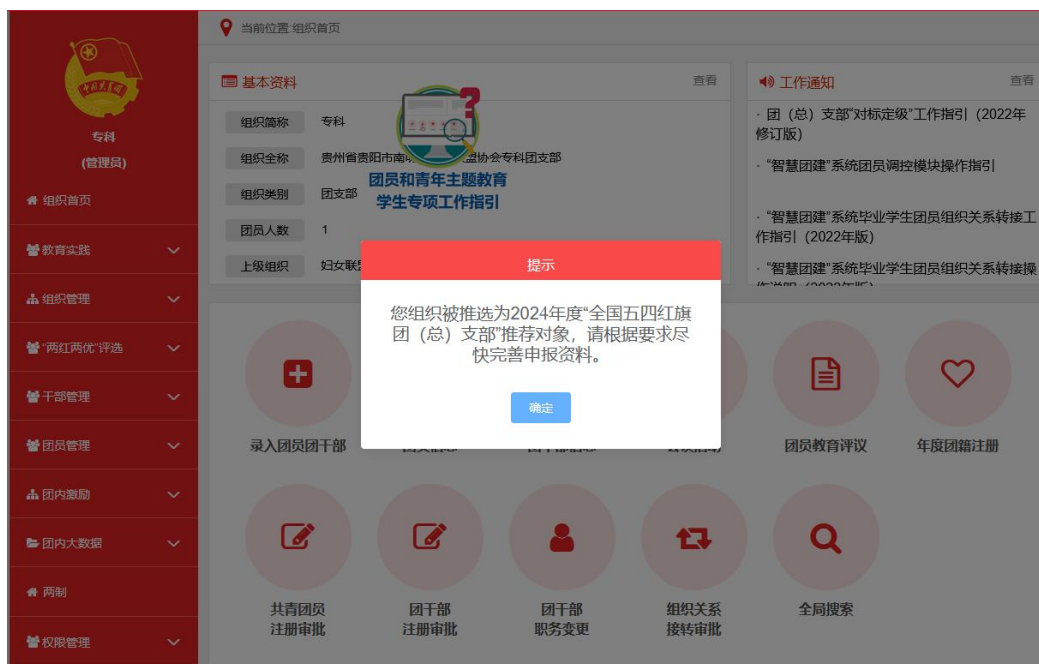 当前位置:组织首页
专科
(管理员)
组织首页
教育实践
组织管理
“两红两优”评选
干部管理
团员管理
团内激励
团内大数据
两制
权限管理
基本资料
查看
组织简称 专科
组织全称 贵州省贵阳市南
盟协会专科团支部
组织类别 团支部
团员人数 1
上级组织 妇女联
团员和青年主题教育
学生专项工作指引
工作通知
查看
· 团（总）支部“对标定级”工作指引（2022年
修订版）
· “智慧团建”系统团员调控模块操作指引
· “智慧团建”系统毕业学生团员组织关系转接工
作指引（2022年版）
· “智慧团建”系统毕业学生团员组织关系转接操
提示
您组织被推选为2024年度“全国五四红旗
团（总）支部”推荐对象，请根据要求尽
快完善申报资料。
确定
录入团员团干部
团员教育评议
年度团籍注册
共青团员
注册审批
团干部
注册审批
团干部
职务变更
组织关系
接转审批
全局搜索